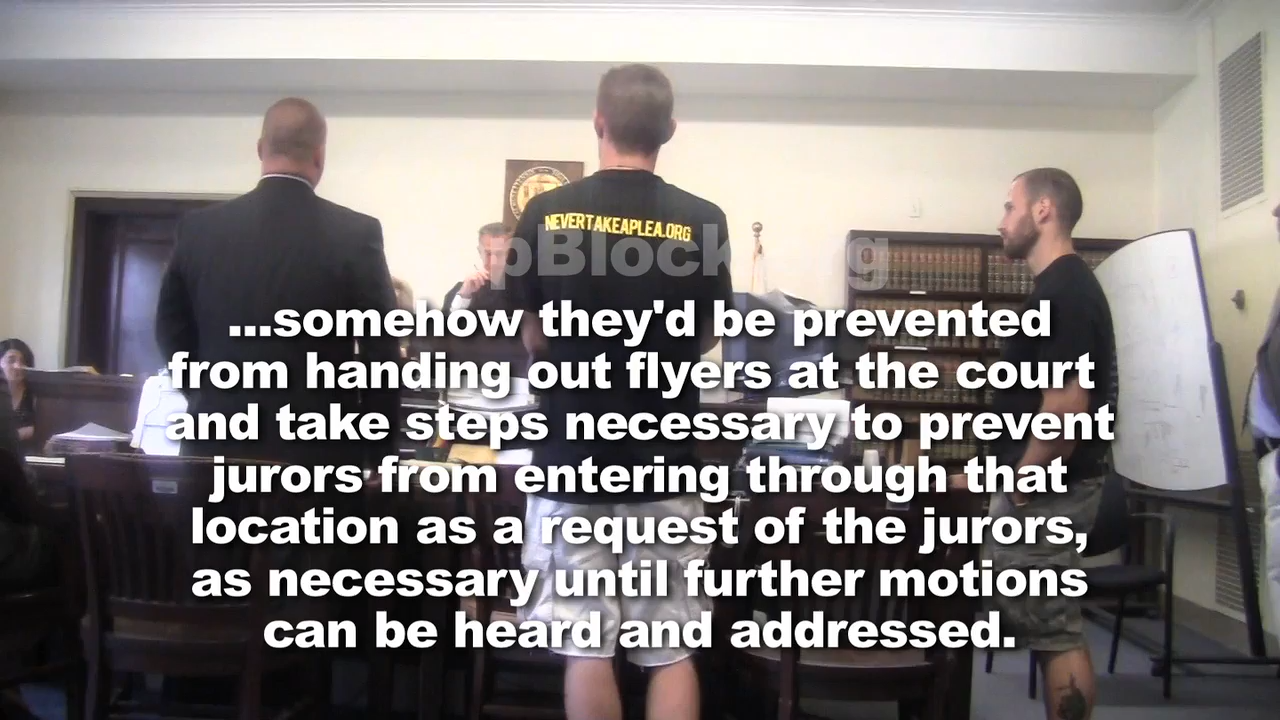 NEVERTAKEAPLEA.ORG
pBlock
...somehow they'd be prevented
from handing out flyers at the court
and take steps necessary to prevent
jurors from entering through that
location as a request of the jurors,
as necessary until further motions
can be heard and addressed.